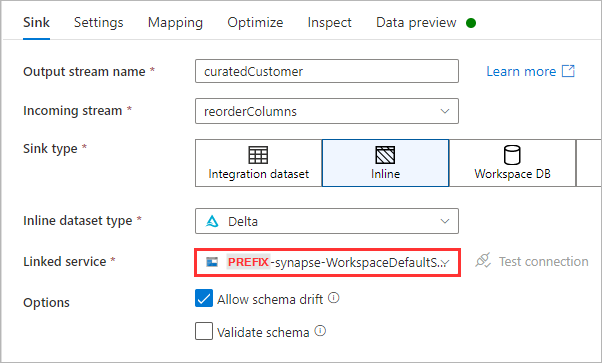 Sink Settings Mapping Optimize Inspect Data preview
Output stream name * curatedCustomer Learn more
Incoming stream * reorderColumns
Sink type * Integration dataset Inline Workspace DB
Inline dataset type * Delta
Linked service * PREFIX-synapse-WorkspaceDefaultS... Test connection
Options Allow schema drift
Validate schema